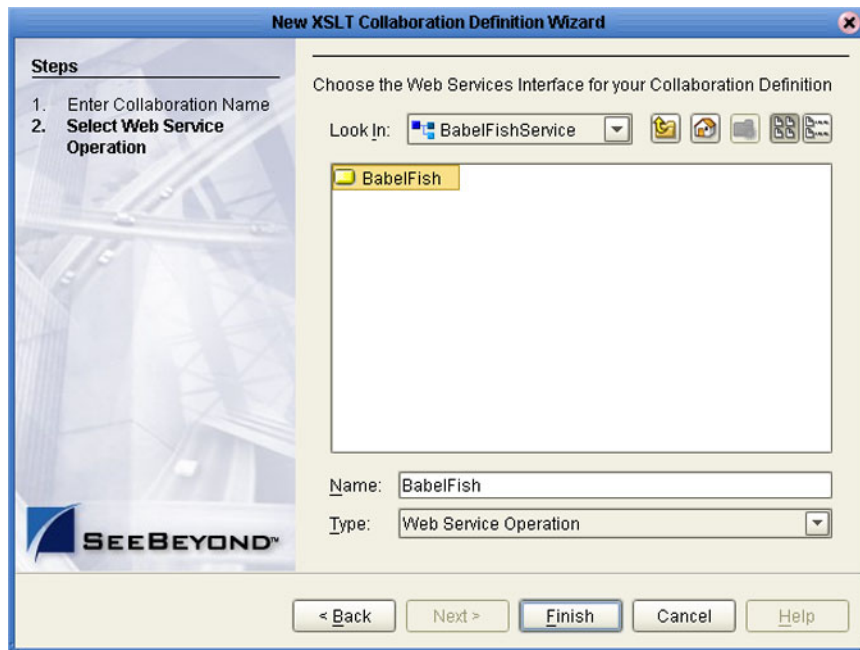 New XSLT Collaboration Definition Wizard
Steps
1. Enter Collaboration Name
2. Select Web Service
Operation
Choose the Web Services Interface for your Collaboration Definition
Look In: BabelFishService
BabelFish
Name: BabelFish
Type: Web Service Operation
SEEBEYOND™
< Back Next > Finish Cancel Help